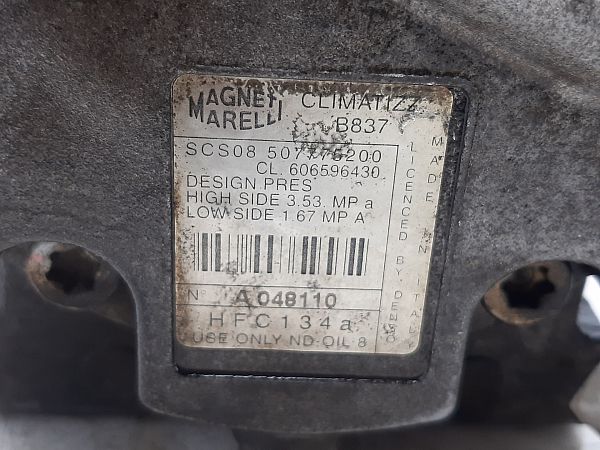 MAGNETI CLIMATIZZ
MARELLI B837
SCS08 507776200
CL. 606596430
DESIGN PRES
HIGH SIDE 3.53 MP a
LOW SIDE 1.67 MP A
N° A 048110
HFC134a
USE ONLY ND-OIL 8
LICENCED BY DENSO
MADE IN ITALY